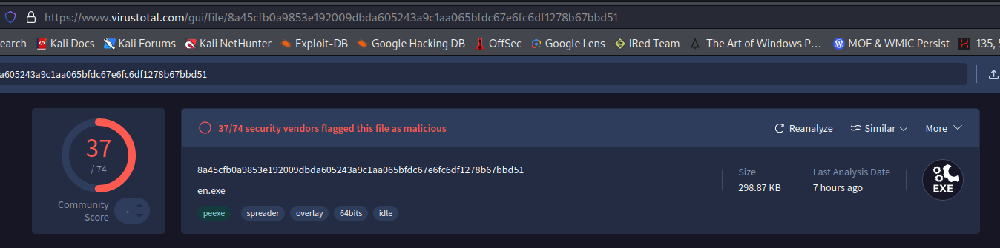 https://www.virustotal.com/gui/file/8a45cfb0a9853e192009dbda605243a9c1aa065bfdc67e6fc6df1278b67bbd51
earch Kali Docs Kali Forums Kali NetHunter Exploit-DB Google Hacking DB OffSec Google Lens IRed Team The Art of Windows P... MOF & WMIC Persist 135, 5
a605243a9c1aa065bfdc67e6fc6df1278b67bbd51
37
/ 74
Community
Score
37/74 security vendors flagged this file as malicious
Reanalyze Similar More
8a45cfb0a9853e192009dbda605243a9c1aa065bfdc67e6fc6df1278b67bbd51
en.exe
peexe spreader overlay 64bits idle
Size
298.87 KB
Last Analysis Date
7 hours ago
EXE